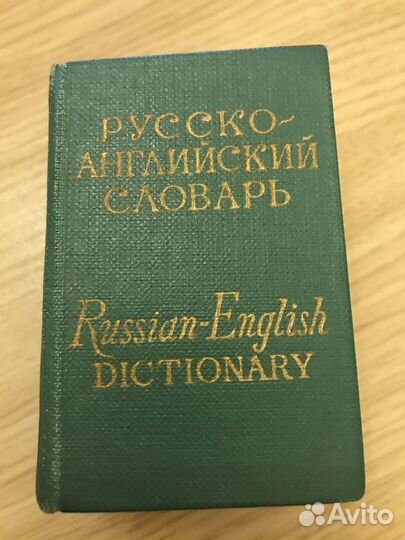 РУССКО-
АНГЛИЙСКИЙ
СЛОВАРЬ
Russian-English
DICTIONARY
Avito